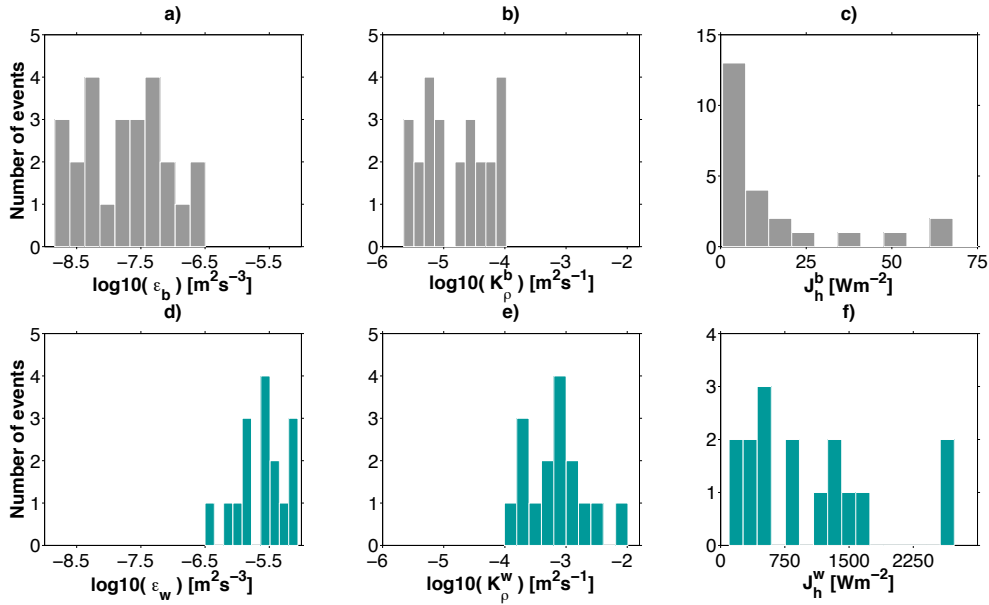 a)
b)
c)
5
4
3
2
1
0
Number of events
−8.5 −7.5 −6.5 −5.5
log10( ε_b ) [m²s⁻³]
5
4
3
2
1
0
−6 −5 −4 −3 −2
log10( K_ρ^b ) [m²s⁻¹]
15
10
5
0
0 25 50 75
J_h^b [Wm⁻²]
d)
e)
f)
5
4
3
2
1
0
Number of events
−8.5 −7.5 −6.5 −5.5
log10( ε_w ) [m²s⁻³]
5
4
3
2
1
0
−6 −5 −4 −3 −2
log10( K_ρ^w ) [m²s⁻¹]
4
3
2
1
0
0 750 1500 2250
J_h^w [Wm⁻²]